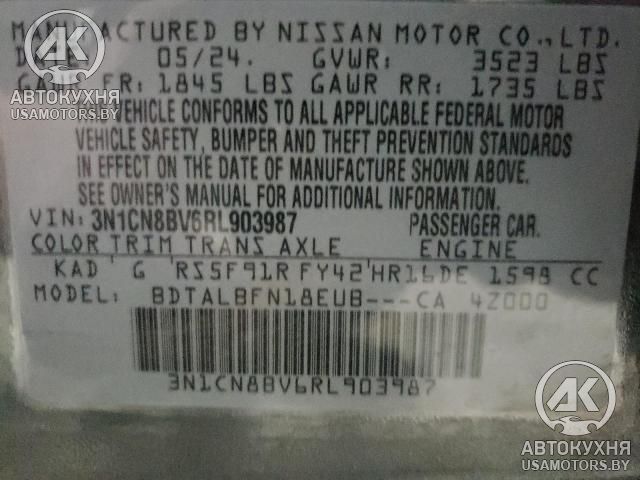 MANUFACTURED BY NISSAN MOTOR CO., LTD.
05/24. GVWR: 3523 LBS
FR: 1845 LBS GAWR RR: 1735 LBS
VEHICLE CONFORMS TO ALL APPLICABLE FEDERAL MOTOR
VEHICLE SAFETY, BUMPER AND THEFT PREVENTION STANDARDS
IN EFFECT ON THE DATE OF MANUFACTURE SHOWN ABOVE.
SEE OWNER'S MANUAL FOR ADDITIONAL INFORMATION.
VIN: 3N1CN8BV6RL903987 PASSENGER CAR.
COLOR TRIM TRANS AXLE ENGINE
KAD G RS5F91R FY42 HR16DE 1598 CC
MODEL: BDTALBFN18EUB---CA 4Z000
3N1CN8BV6RL903987
AK
АВТОКУХНЯ
USAMOTORS.BY
AK
АВТОКУХНЯ
USAMOTORS.BY